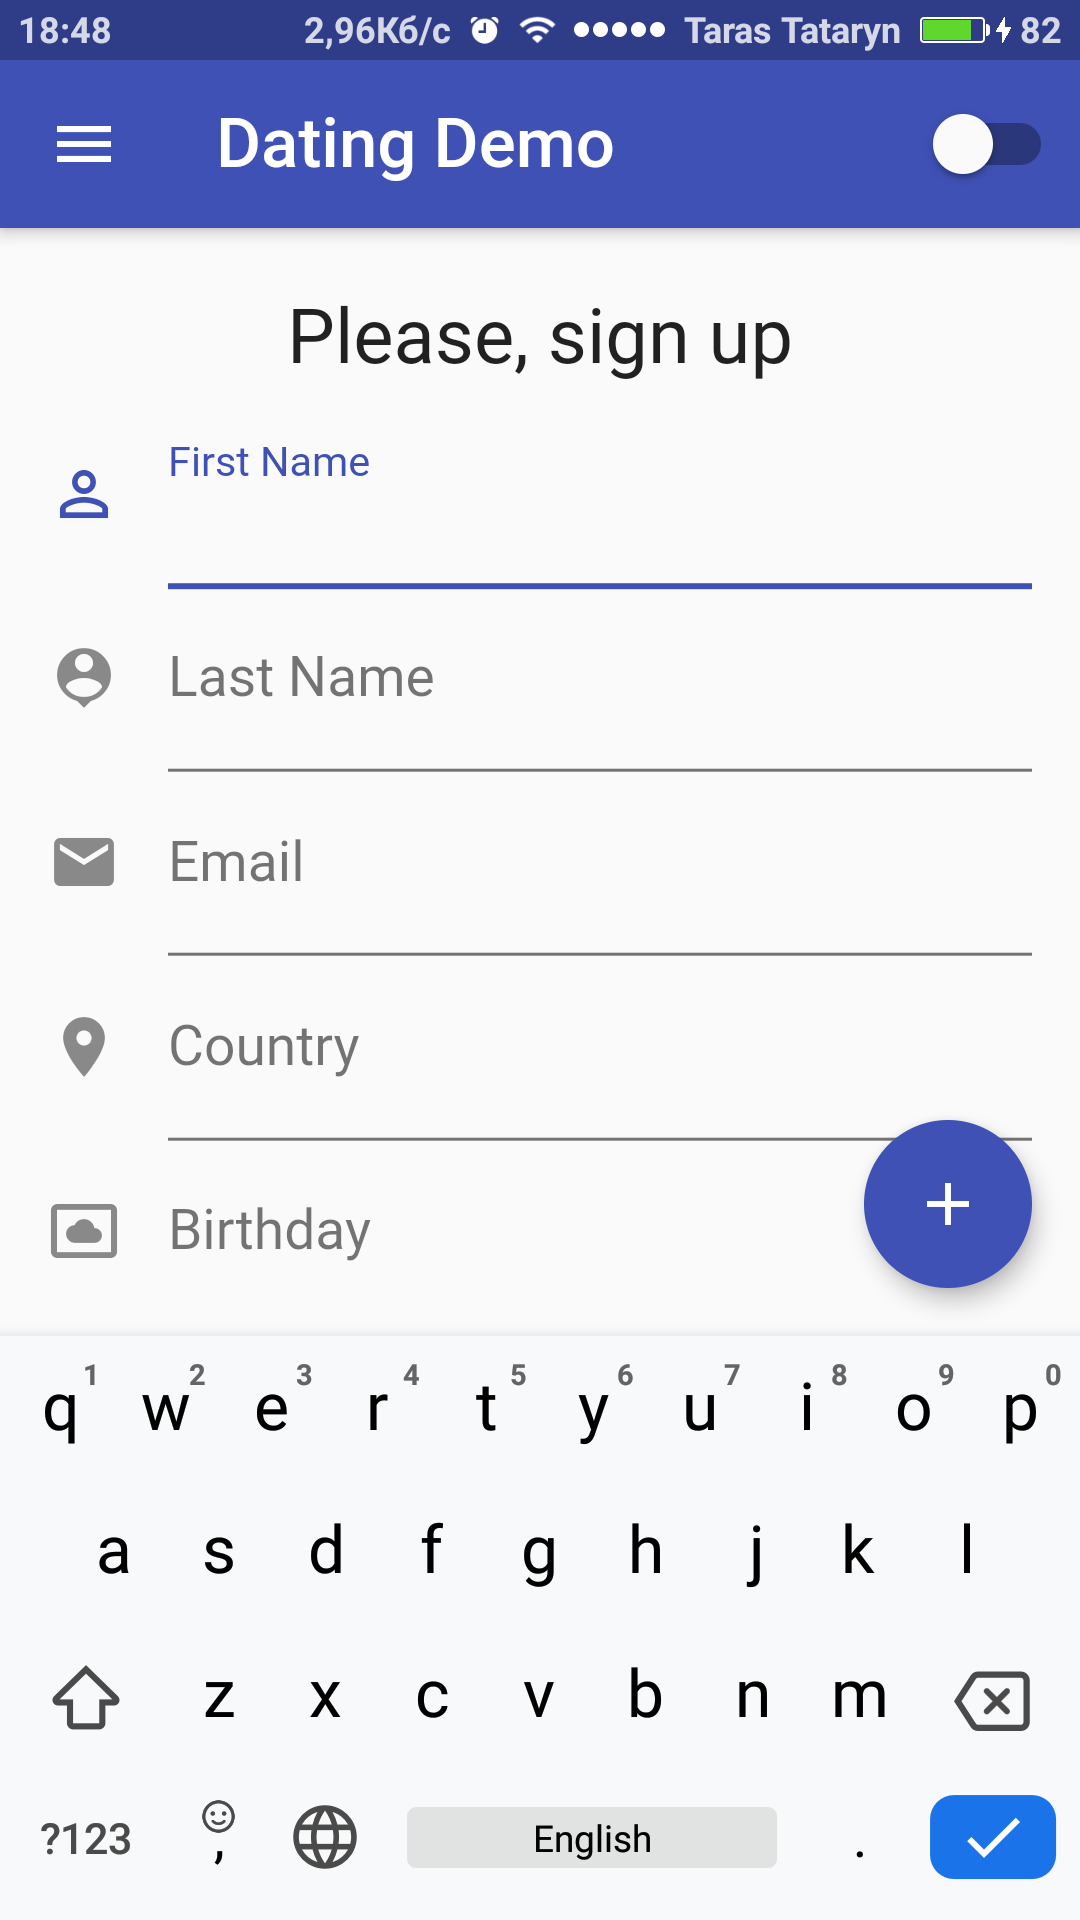 18:48 2,96Кб/с Taras Tataryn 82
Dating Demo
Please, sign up
First Name
Last Name
Email
Country
Birthday
1 2 3 4 5 6 7 8 9 0
q w e r t y u i o p
a s d f g h j k l
z x c v b n m
?123 , English .